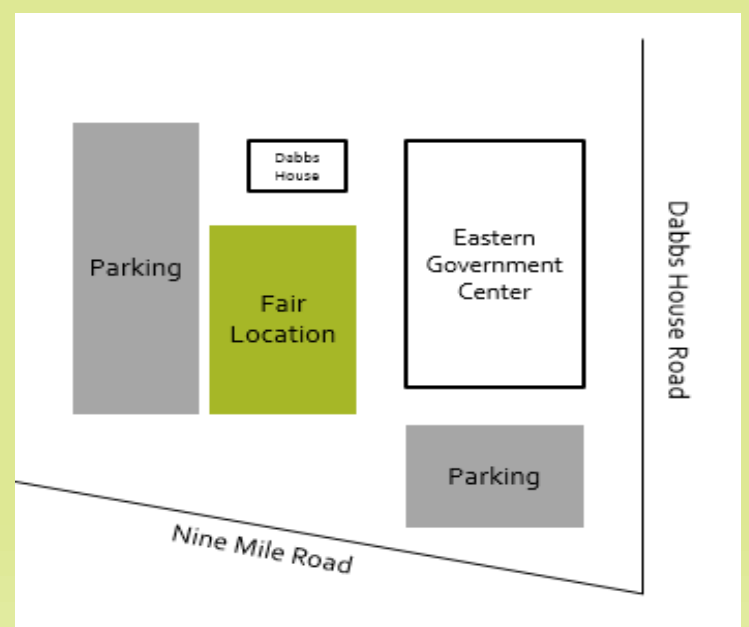 Dabbs
House
Parking
Fair
Location
Eastern
Government
Center
Dabbs House Road
Parking
Nine Mile Road